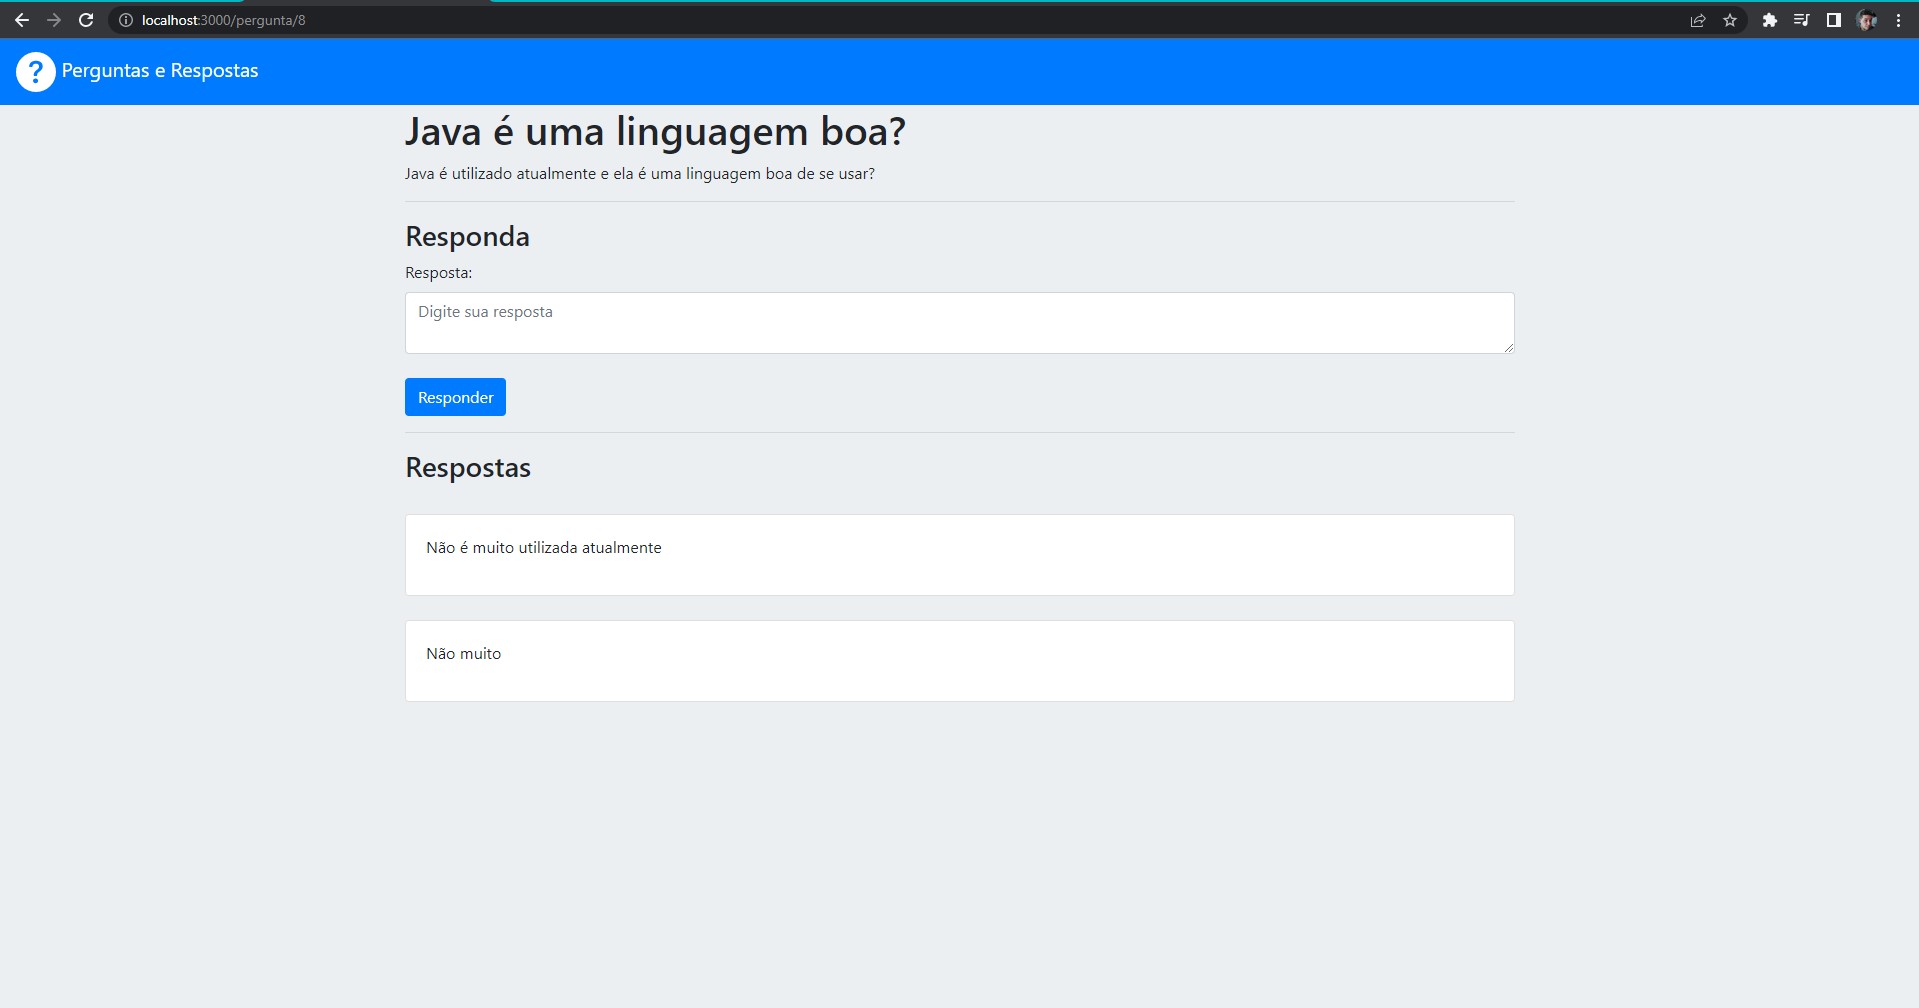 localhost:3000/pergunta/8
? Perguntas e Respostas
Java é uma linguagem boa?
Java é utilizado atualmente e ela é uma linguagem boa de se usar?
Responda
Resposta:
Digite sua resposta
Responder
Respostas
Não é muito utilizada atualmente
Não muito